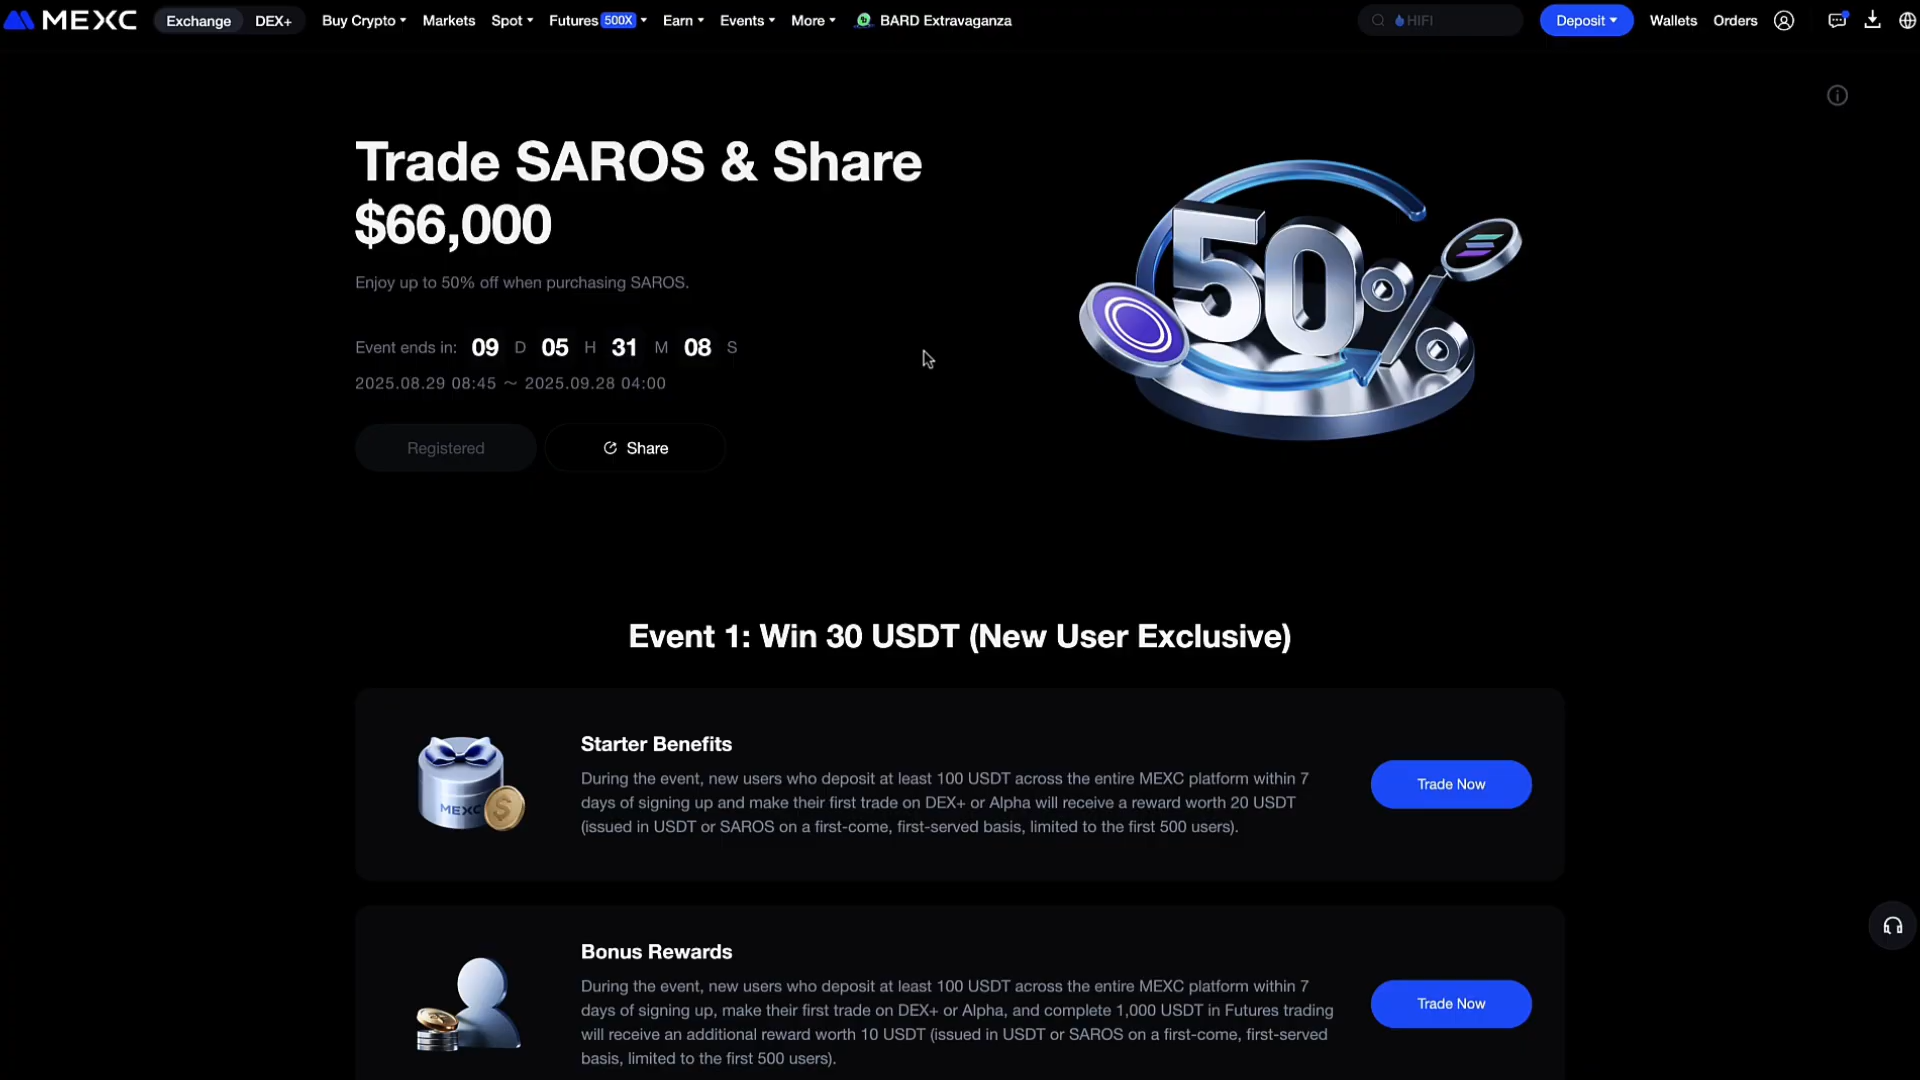 MEXC
Exchange DEX+ Buy Crypto Markets Spot Futures 500X Earn Events More BARD Extravaganza HIFI Deposit Wallets Orders
Trade SAROS & Share
$66,000
Enjoy up to 50% off when purchasing SAROS.
Event ends in: 09 D 05 H 31 M 08 S
2025.08.29 08:45 ~ 2025.09.28 04:00
Registered
Share
50%
Event 1: Win 30 USDT (New User Exclusive)
MEXC
Starter Benefits
During the event, new users who deposit at least 100 USDT across the entire MEXC platform within 7
days of signing up and make their first trade on DEX+ or Alpha will receive a reward worth 20 USDT
(issued in USDT or SAROS on a first-come, first-served basis, limited to the first 500 users).
Trade Now
Bonus Rewards
During the event, new users who deposit at least 100 USDT across the entire MEXC platform within 7
days of signing up, make their first trade on DEX+ or Alpha, and complete 1,000 USDT in Futures trading
will receive an additional reward worth 10 USDT (issued in USDT or SAROS on a first-come, first-served
basis, limited to the first 500 users).
Trade Now